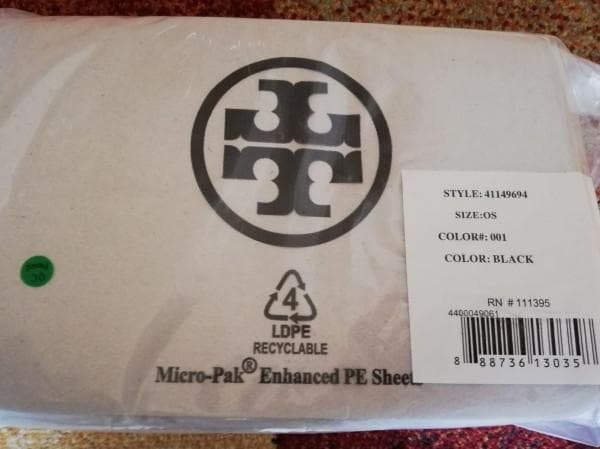 4
LDPE
RECYCLABLE
Micro-Pak® Enhanced PE Sheet
STYLE: 41149694
SIZE:OS
COLOR#: 001
COLOR: BLACK
RN # 111395
4400049061
8 88736 13035